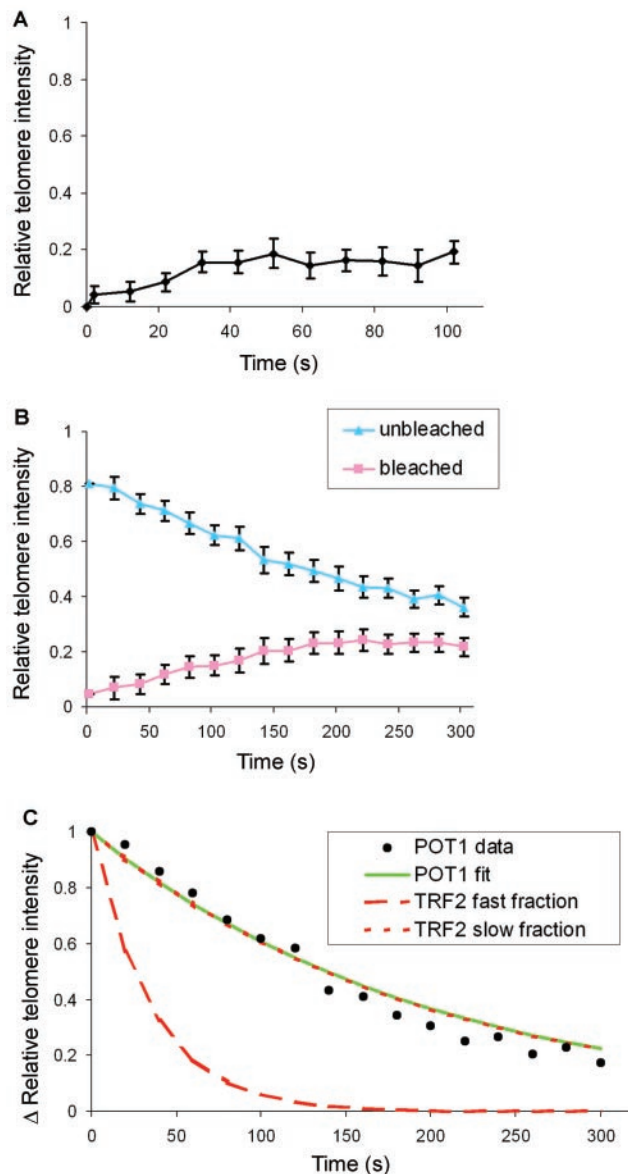 A
Relative telomere intensity
1
0.8
0.6
0.4
0.2
0
0 20 40 60 80 100
Time (s)
B
unbleached
bleached
Relative telomere intensity
1
0.8
0.6
0.4
0.2
0
0 50 100 150 200 250 300
Time (s)
C
POT1 data
POT1 fit
TRF2 fast fraction
TRF2 slow fraction
Δ Relative telomere intensity
1
0.8
0.6
0.4
0.2
0
0 50 100 150 200 250 300
Time (s)